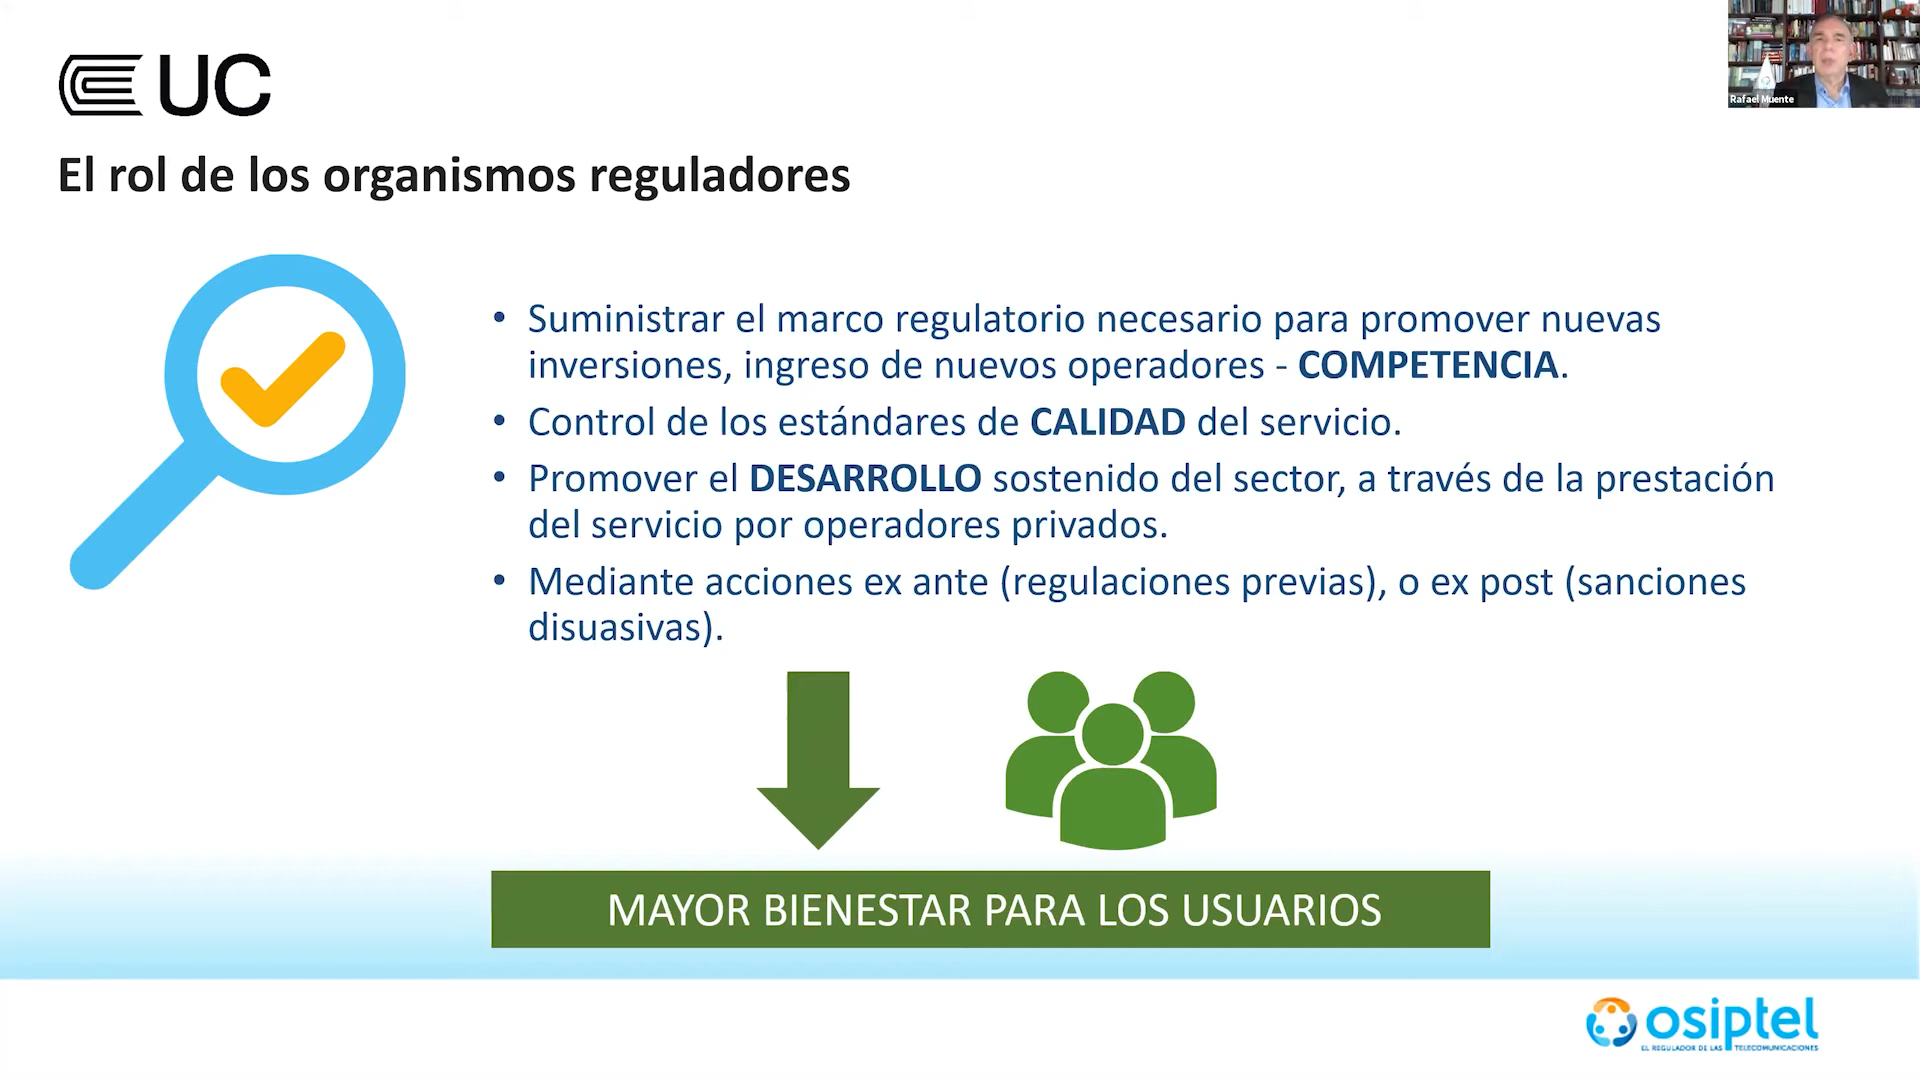 UC
Rafael Muente
El rol de los organismos reguladores
• Suministrar el marco regulatorio necesario para promover nuevas
inversiones, ingreso de nuevos operadores - COMPETENCIA.
• Control de los estándares de CALIDAD del servicio.
• Promover el DESARROLLO sostenido del sector, a través de la prestación
del servicio por operadores privados.
• Mediante acciones ex ante (regulaciones previas), o ex post (sanciones
disuasivas).
MAYOR BIENESTAR PARA LOS USUARIOS
osiptel
EL REGULADOR DE LAS TELECOMUNICACIONES